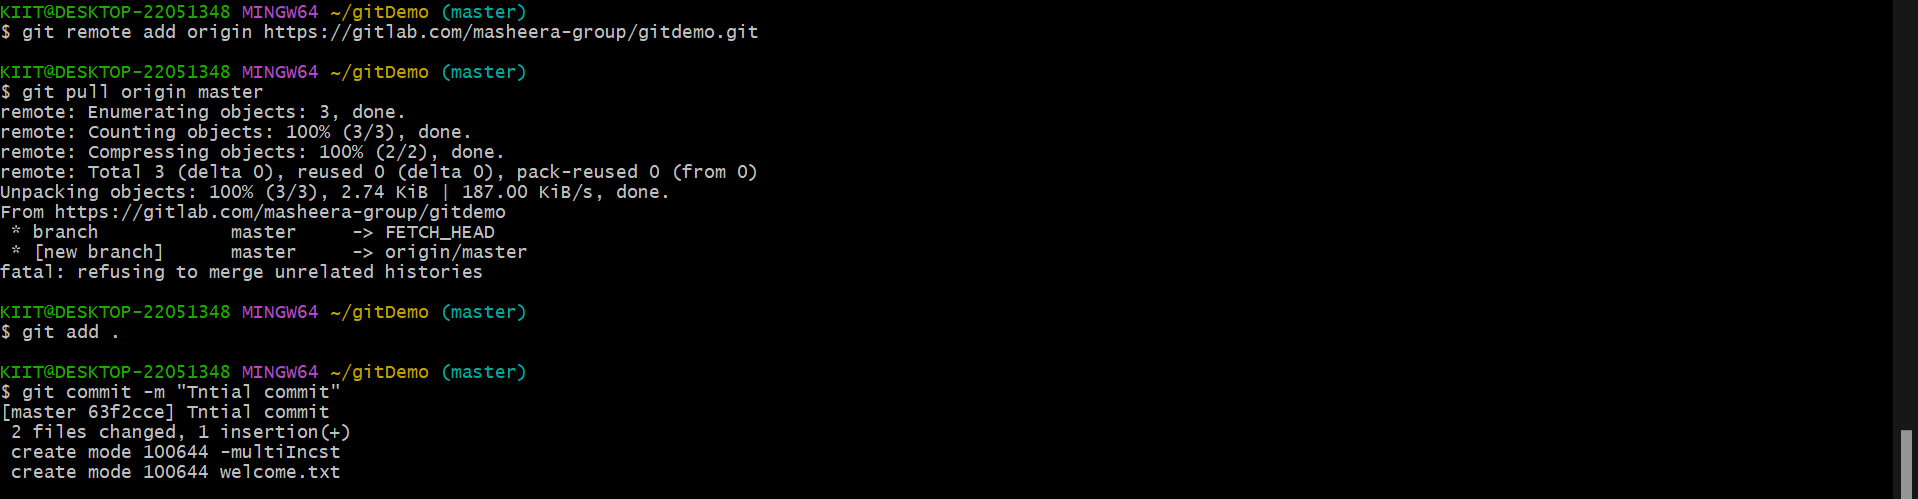 KIIT@DESKTOP-22051348 MINGW64 ~/gitDemo (master)
$ git remote add origin https://gitlab.com/masheera-group/gitdemo.git
KIIT@DESKTOP-22051348 MINGW64 ~/gitDemo (master)
$ git pull origin master
remote: Enumerating objects: 3, done.
remote: Counting objects: 100% (3/3), done.
remote: Compressing objects: 100% (2/2), done.
remote: Total 3 (delta 0), reused 0 (delta 0), pack-reused 0 (from 0)
Unpacking objects: 100% (3/3), 2.74 KiB | 187.00 KiB/s, done.
From https://gitlab.com/masheera-group/gitdemo
 * branch            master     -> FETCH_HEAD
 * [new branch]      master     -> origin/master
fatal: refusing to merge unrelated histories
KIIT@DESKTOP-22051348 MINGW64 ~/gitDemo (master)
$ git add .
KIIT@DESKTOP-22051348 MINGW64 ~/gitDemo (master)
$ git commit -m "Tntial commit"
[master 63f2cce] Tntial commit
 2 files changed, 1 insertion(+)
 create mode 100644 -multiIncst
 create mode 100644 welcome.txt